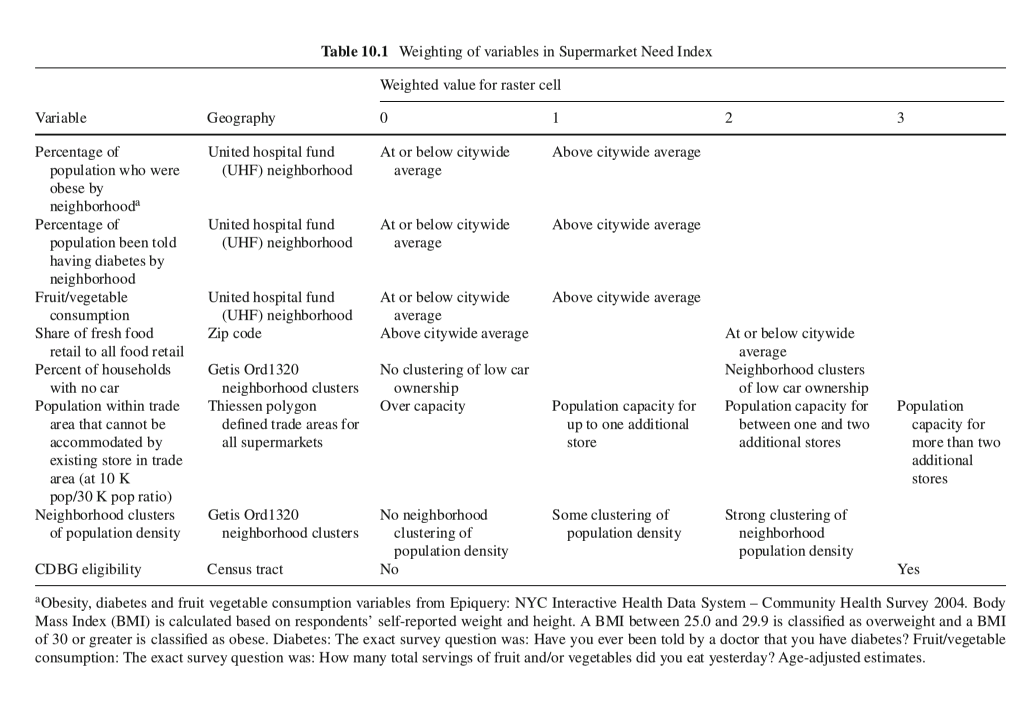 Table 10.1 Weighting of variables in Supermarket Need Index
Weighted value for raster cell
Variable Geography 0 1 2 3
Percentage of United hospital fund At or below citywide Above citywide average
population who were (UHF) neighborhood average
obese by
neighborhoodᵃ
Percentage of United hospital fund At or below citywide Above citywide average
population been told (UHF) neighborhood average
having diabetes by
neighborhood
Fruit/vegetable United hospital fund At or below citywide Above citywide average
consumption (UHF) neighborhood average
Share of fresh food Zip code Above citywide average At or below citywide
retail to all food retail average
Percent of households Getis Ord1320 No clustering of low car Neighborhood clusters
with no car neighborhood clusters ownership of low car ownership
Population within trade Thiessen polygon Over capacity Population capacity for Population capacity for Population
area that cannot be defined trade areas for up to one additional between one and two capacity for
accommodated by all supermarkets store additional stores more than two
existing store in trade additional
area (at 10 K stores
pop/30 K pop ratio)
Neighborhood clusters Getis Ord1320 No neighborhood Some clustering of Strong clustering of
of population density neighborhood clusters clustering of population density neighborhood
population density population density
CDBG eligibility Census tract No Yes
ᵃObesity, diabetes and fruit vegetable consumption variables from Epiquery: NYC Interactive Health Data System – Community Health Survey 2004. Body
Mass Index (BMI) is calculated based on respondents' self-reported weight and height. A BMI between 25.0 and 29.9 is classified as overweight and a BMI
of 30 or greater is classified as obese. Diabetes: The exact survey question was: Have you ever been told by a doctor that you have diabetes? Fruit/vegetable
consumption: The exact survey question was: How many total servings of fruit and/or vegetables did you eat yesterday? Age-adjusted estimates.